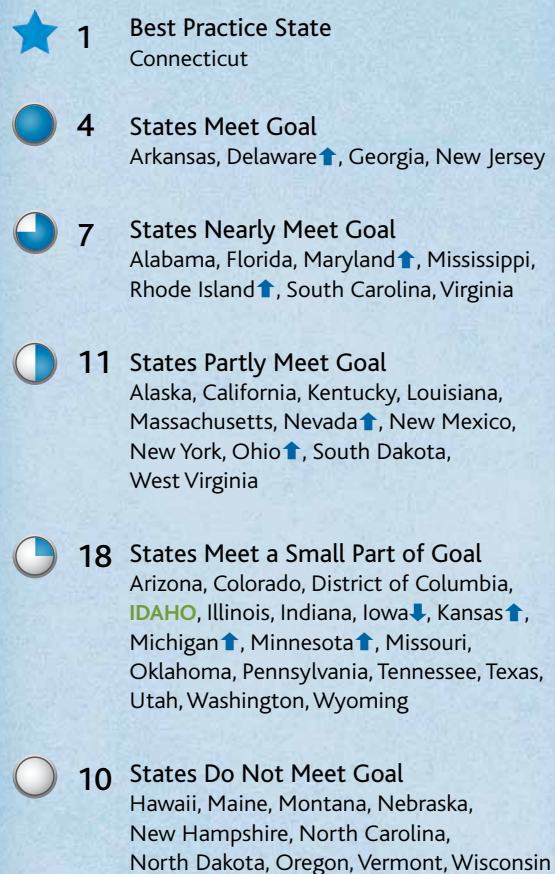 1 Best Practice State
Connecticut
4 States Meet Goal
Arkansas, Delaware⬆, Georgia, New Jersey
7 States Nearly Meet Goal
Alabama, Florida, Maryland⬆, Mississippi,
Rhode Island⬆, South Carolina, Virginia
11 States Partly Meet Goal
Alaska, California, Kentucky, Louisiana,
Massachusetts, Nevada⬆, New Mexico,
New York, Ohio⬆, South Dakota,
West Virginia
18 States Meet a Small Part of Goal
Arizona, Colorado, District of Columbia,
IDAHO, Illinois, Indiana, Iowa⬇, Kansas⬆,
Michigan⬆, Minnesota⬆, Missouri,
Oklahoma, Pennsylvania, Tennessee, Texas,
Utah, Washington, Wyoming
10 States Do Not Meet Goal
Hawaii, Maine, Montana, Nebraska,
New Hampshire, North Carolina,
North Dakota, Oregon, Vermont, Wisconsin